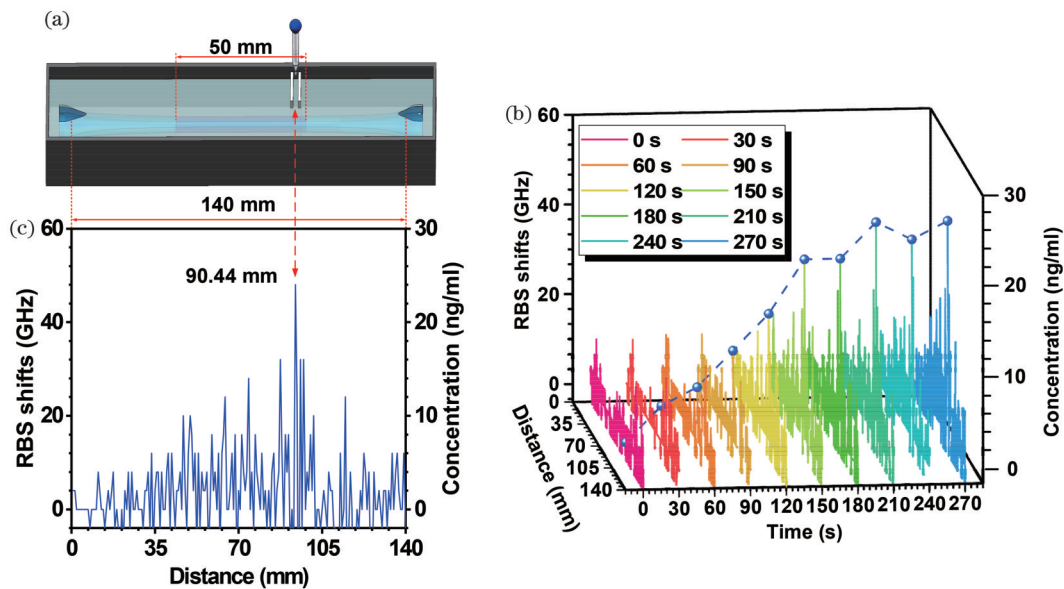 (a)
50 mm
140 mm
(c)
60
40
20
0
RBS shifts (GHz)
90.44 mm
30
20
10
0
Concentration (ng/ml)
0 35 70 105 140
Distance (mm)
(b)
60
40
20
0
RBS shifts (GHz)
0 s 30 s
60 s 90 s
120 s 150 s
180 s 210 s
240 s 270 s
30
20
10
0
Concentration (ng/ml)
0
35
70
105
140
Distance (mm)
0 30 60 90 120 150 180 210 240 270
Time (s)